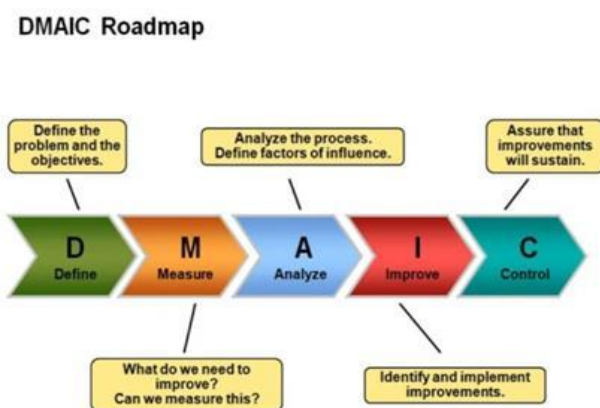 DMAIC Roadmap
Define the
problem and the
objectives.
Analyze the process.
Define factors of influence.
Assure that
improvements
will sustain.
D
Define
M
Measure
A
Analyze
I
Improve
C
Control
What do we need to
improve?
Can we measure this?
Identify and implement
improvements.